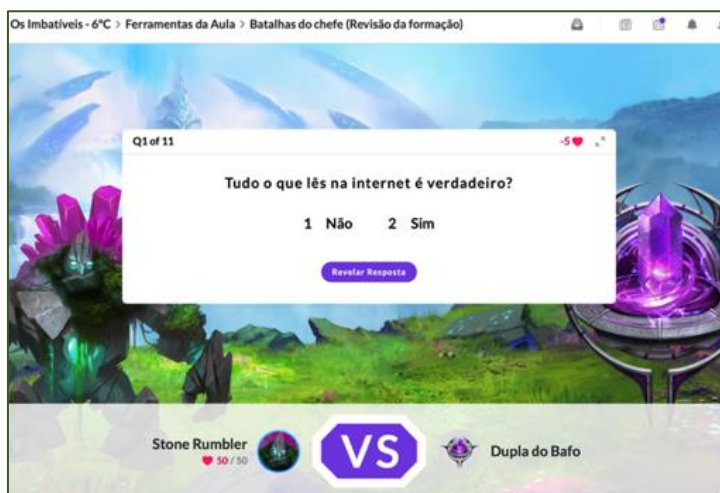 Os Imbatíveis - 6ºC > Ferramentas da Aula > Batalhas do chefe (Revisão da formação)
Q1 of 11
-5
Tudo o que lês na internet é verdadeiro?
1 Não 2 Sim
Revelar Resposta
Stone Rumbler
50 / 50
VS
Dupla do Bafo